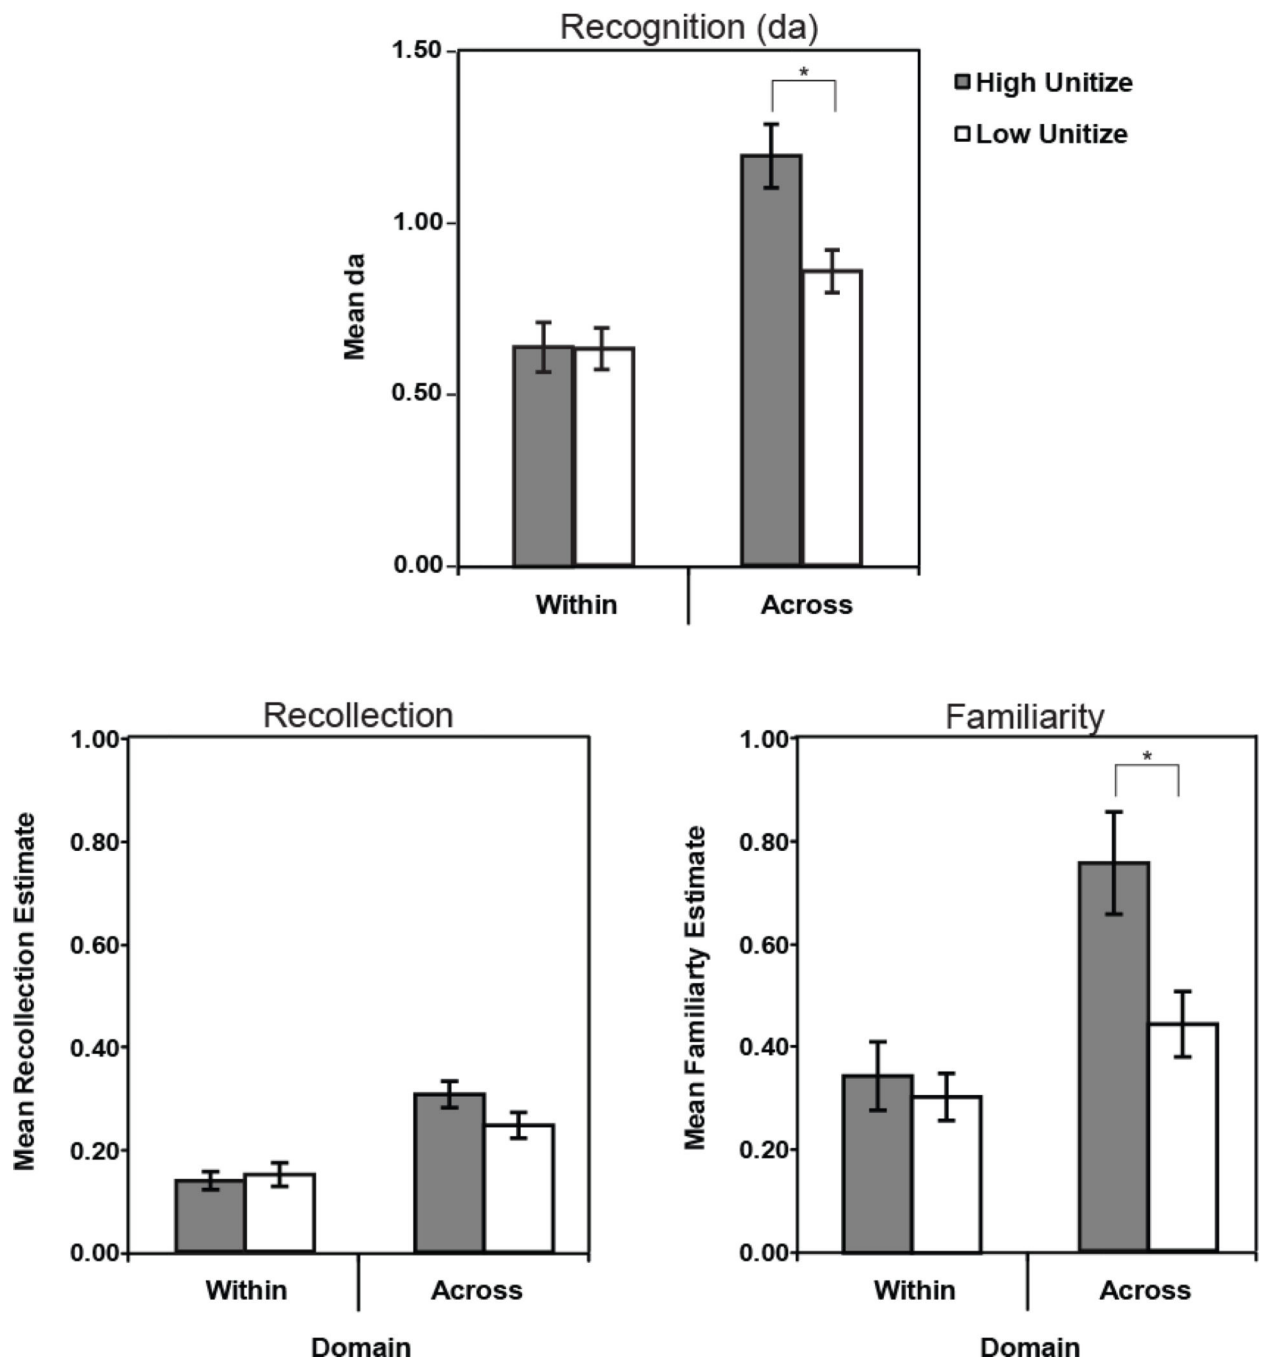 Recognition (da)
1.50
*
High Unitize
Low Unitize
1.00
Mean da
0.50
0.00
Within
Across
Recollection
1.00
Mean Recollection Estimate
0.80
0.60
0.40
0.20
0.00
Within
Across
Domain
Familiarity
1.00
*
Mean Familiarty Estimate
0.80
0.60
0.40
0.20
0.00
Within
Across
Domain